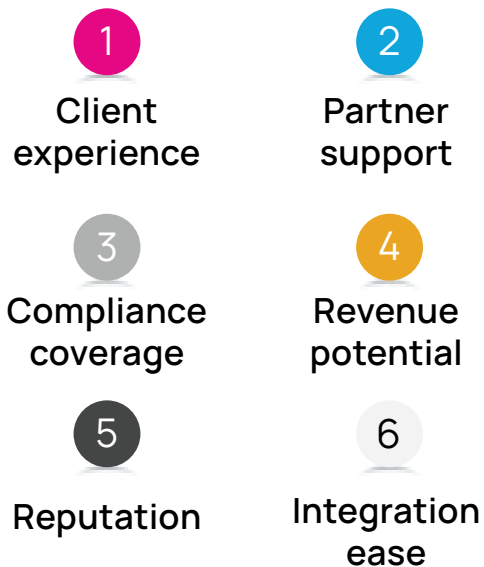 1
Client
experience
2
Partner
support
3
Compliance
coverage
4
Revenue
potential
5
Reputation
6
Integration
ease